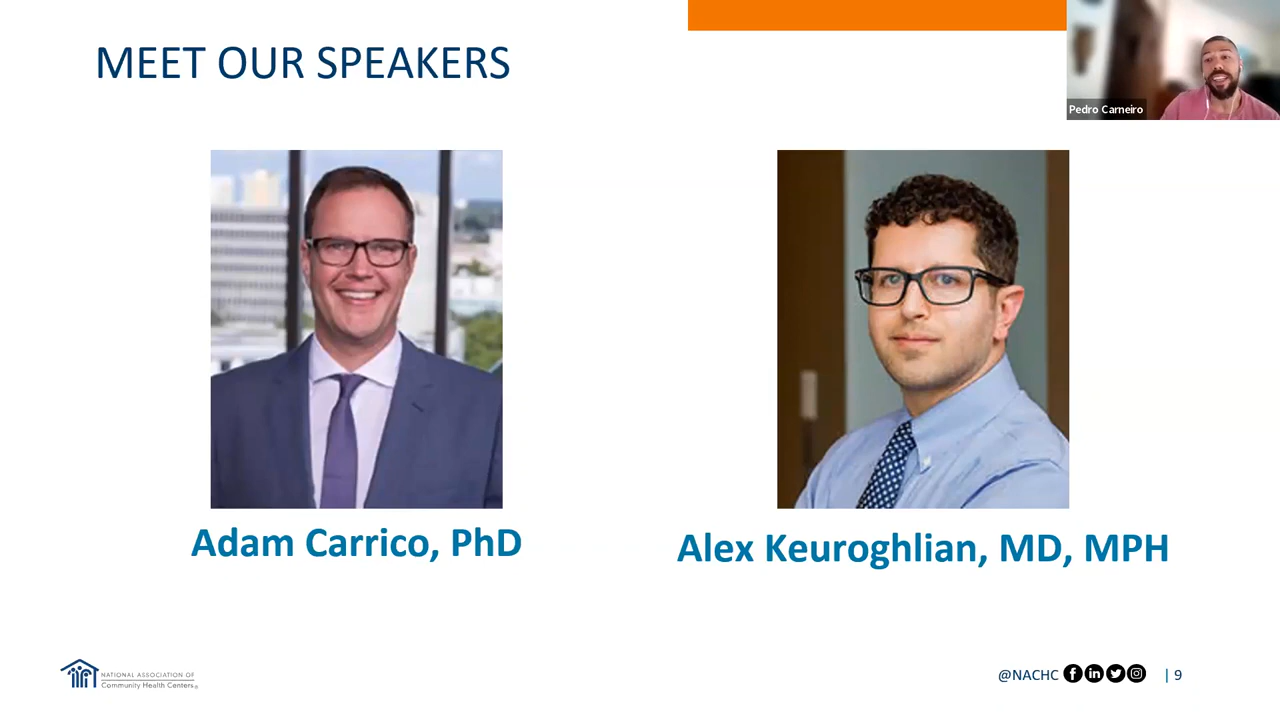 MEET OUR SPEAKERS
Pedro Carneiro
Adam Carrico, PhD
Alex Keuroghlian, MD, MPH
NATIONAL ASSOCIATION OF
Community Health Centers®
@NACHC
| 9